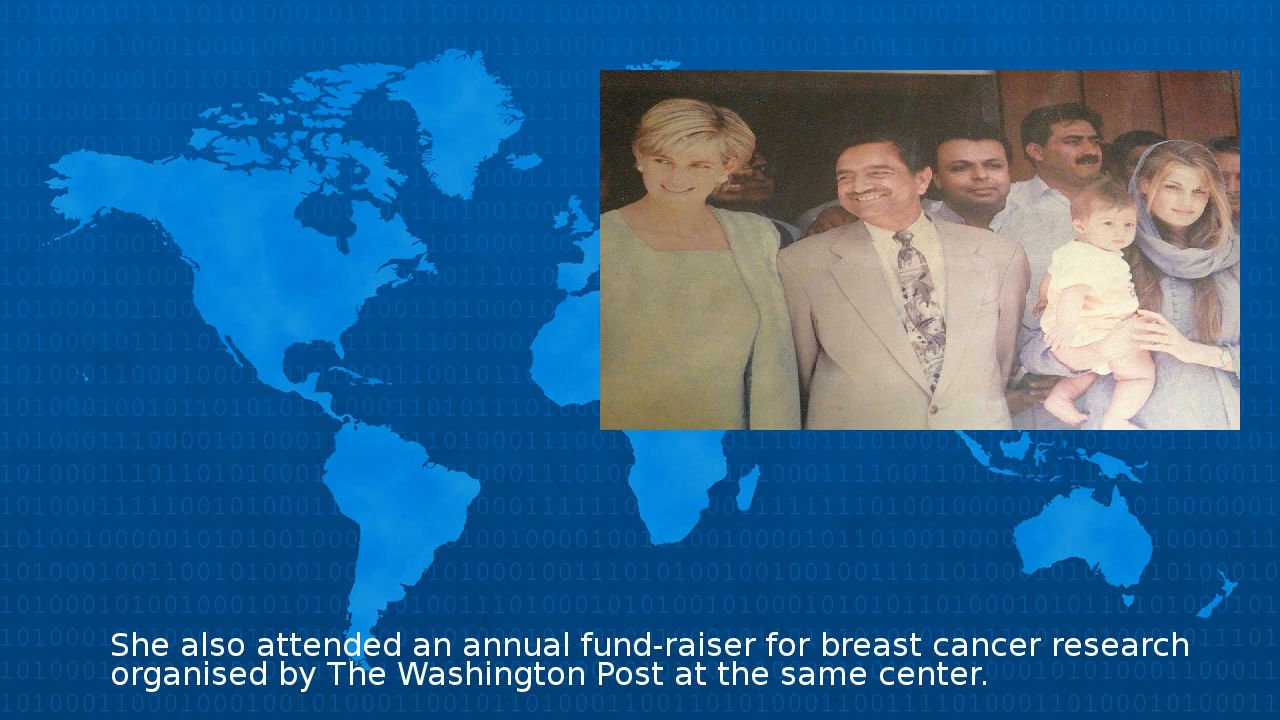 She also attended an annual fund-raiser for breast cancer research
organised by The Washington Post at the same center.